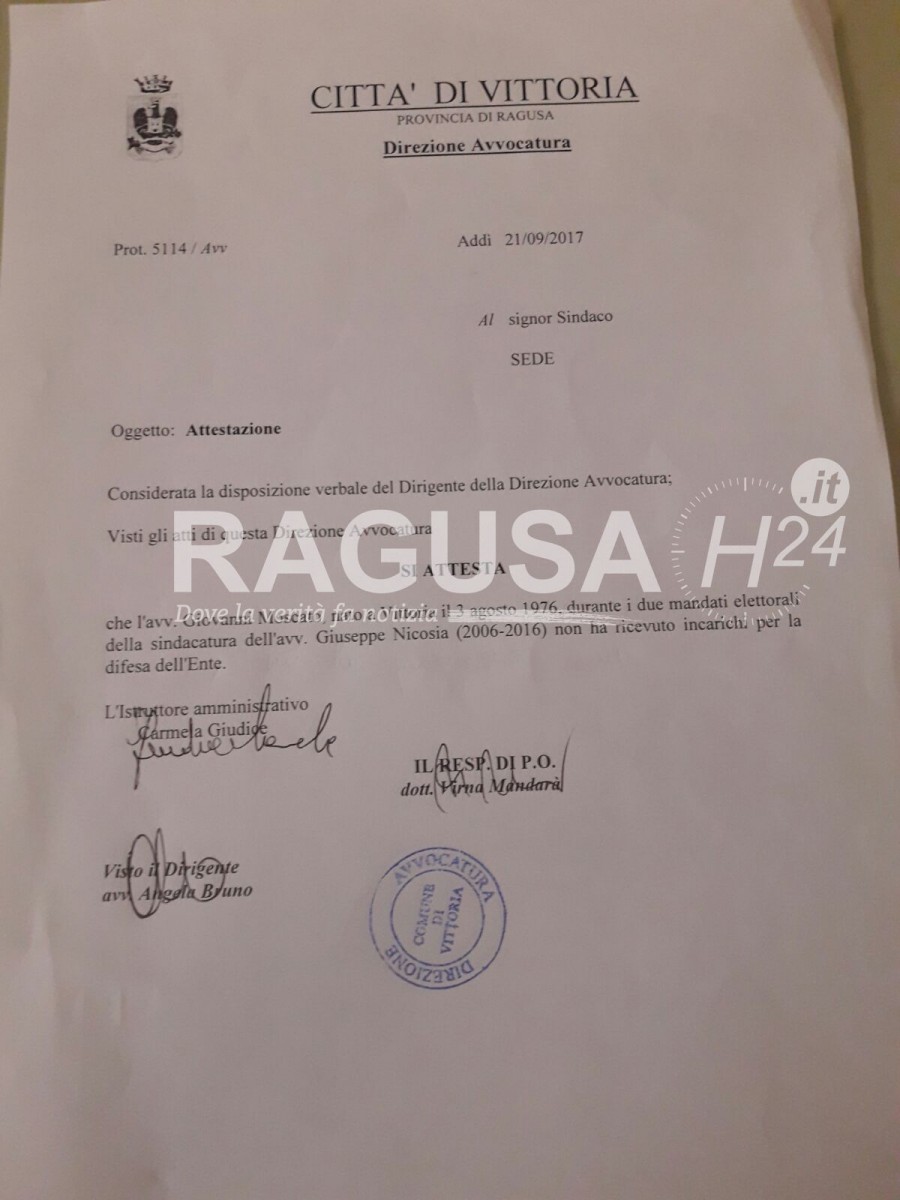 CITTA' DI VITTORIA
PROVINCIA DI RAGUSA
Direzione Avvocatura
Prot. 5114 / Avv
Addì 21/09/2017
Al signor Sindaco
SEDE
Oggetto: Attestazione
Considerata la disposizione verbale del Dirigente della Direzione Avvocatura;
Visti gli atti di questa Direzione Avvocatura
SI ATTESTA
RAGUSA H24 .it
Dove la verità fa notizia
che l'avv. Giovanni Moscato, nato a Vittoria il 3 agosto 1976, durante i due mandati elettorali
della sindacatura dell'avv. Giuseppe Nicosia (2006-2016) non ha ricevuto incarichi per la
difesa dell'Ente.
L'Istruttore amministrativo
Carmela Giudice
IL RESP. DI P.O.
dott. Virna Mandarà
Visto il Dirigente
avv. Angela Bruno
AVVOCATURA
COMUNE
DI
VITTORIA
DIREZIONE